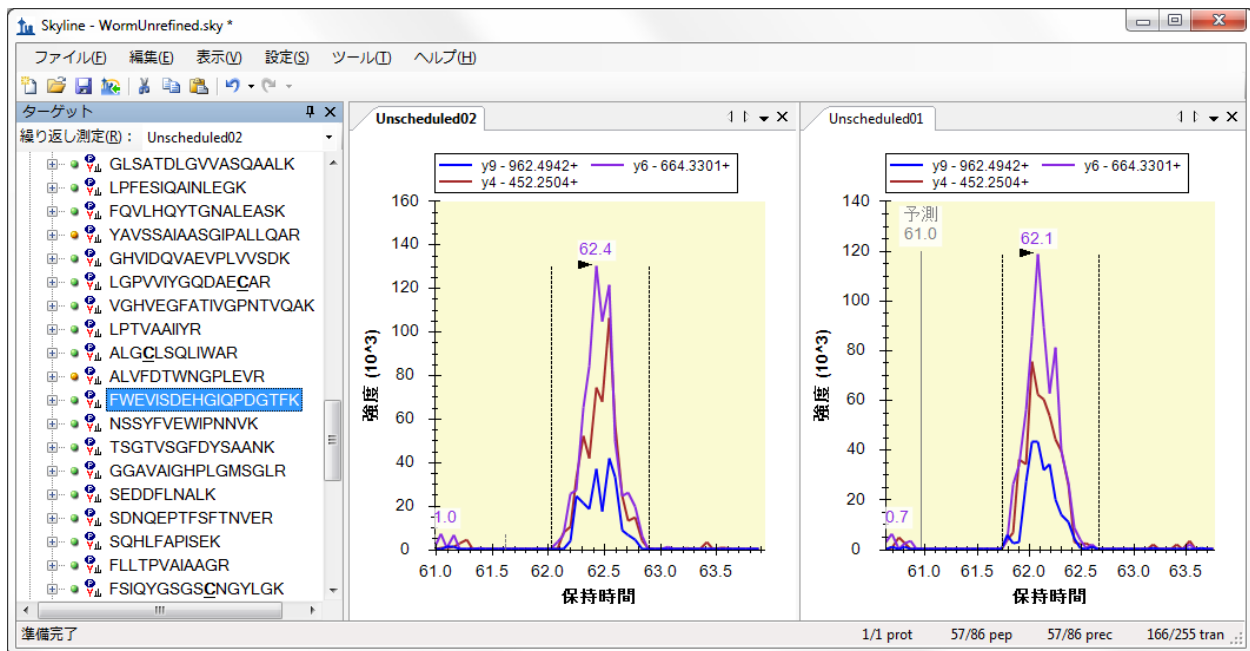 Skyline - WormUnrefined.sky *
ファイル(F) 編集(E) 表示(V) 設定(S) ツール(T) ヘルプ(H)
ターゲット
繰り返し測定(R): Unscheduled02
GLSATDLGVVASQAALK
LPFESIQAINLEGK
FQVLHQYTGNALEASK
YAVSSAIAASGIPALLQAR
GHVIDQVAEVPLVVSDK
LGPVVIYGQDAECAR
VGHVEGFATIVGPNTVQAK
LPTVAAIIYR
ALGCLSQLIWAR
ALVFDTWNGPLEVR
FWEVISDEHGIQPDGTFK
NSSYFVEWIPNNVK
TSGTVSGFDYSAANK
GGAVAIGHPLGMSGLR
SEDDFLNALK
SDNQEPTFSFTNVER
SQHLFAPISEK
FLLTPVAIAAGR
FSIQYGSGSCNGYLGK
Unscheduled02
y9 - 962.4942+ y6 - 664.3301+
y4 - 452.2504+
強度 (10^3)
160
140
120
100
80
60
40
20
0
62.4
1.0
61.0 61.5 62.0 62.5 63.0 63.5
保持時間
Unscheduled01
y9 - 962.4942+ y6 - 664.3301+
y4 - 452.2504+
強度 (10^3)
140
120
100
80
60
40
20
0
予測
61.0
62.1
0.7
61.0 61.5 62.0 62.5 63.0 63.5
保持時間
準備完了 1/1 prot 57/86 pep 57/86 prec 166/255 tran